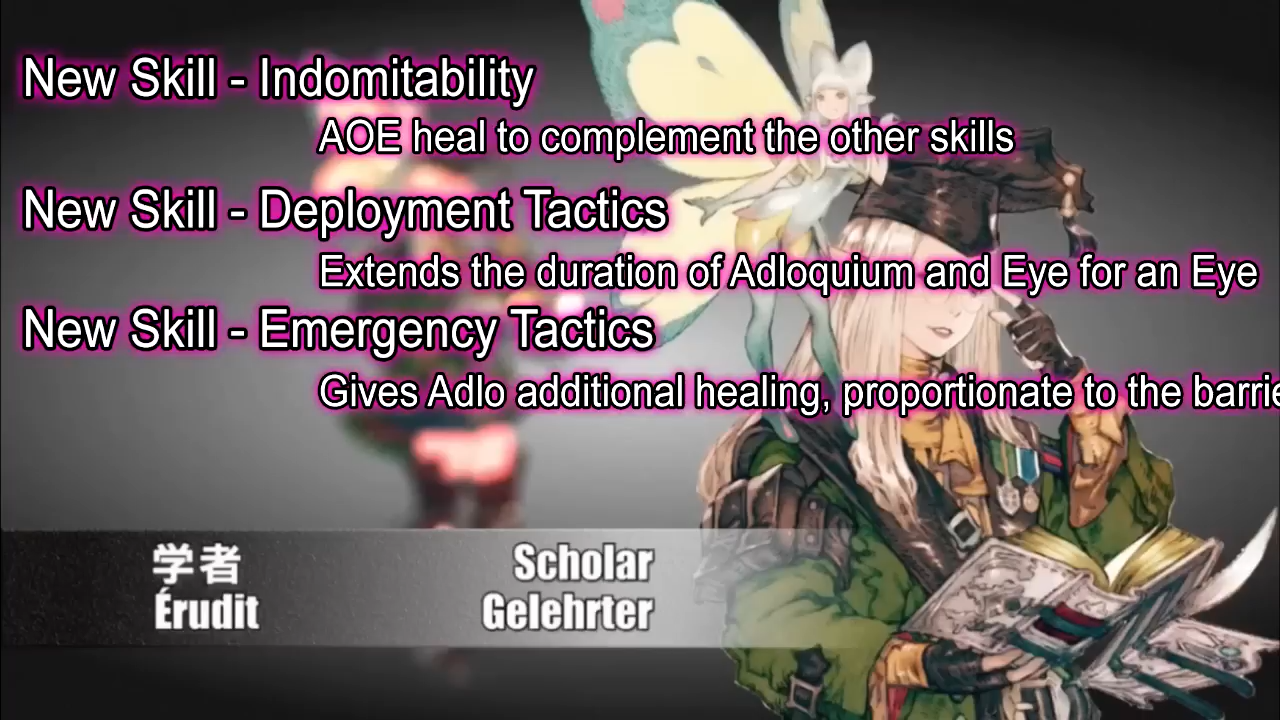 New Skill - Indomitability
AOE heal to complement the other skills
New Skill - Deployment Tactics
Extends the duration of Adloquium and Eye for an Eye
New Skill - Emergency Tactics
Gives Adlo additional healing, proportionate to the barrie
学者
Scholar
Érudit
Gelehrter